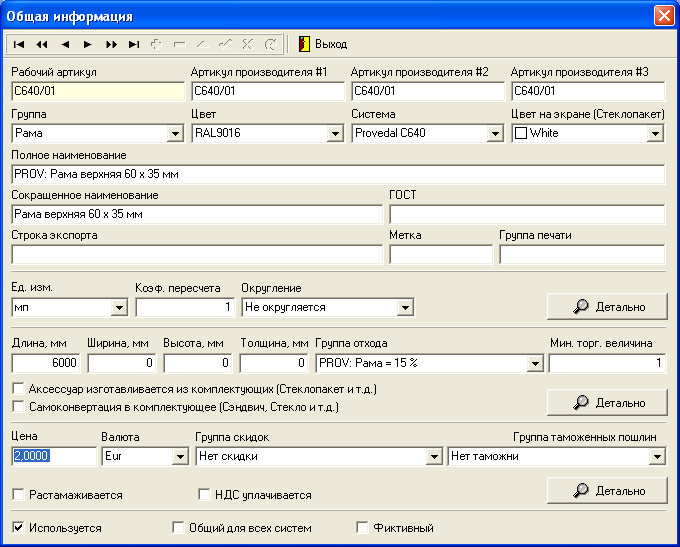 Общая информация
Выход
Рабочий артикул Артикул производителя #1 Артикул производителя #2 Артикул производителя #3
C640/01 C640/01 C640/01 C640/01
Группа Цвет Система Цвет на экране (Стеклопакет)
Рама RAL9016 Provedal C640 White
Полное наименование
PROV: Рама верхняя 60 x 35 мм
Сокращенное наименование ГОСТ
Рама верхняя 60 x 35 мм
Строка экспорта Метка Группа печати
Ед. изм. Коэф. пересчета Округление
мп 1 Не округляется Детально
Длина, мм Ширина, мм Высота, мм Толщина, мм Группа отхода Мин. торг. величина
6000 0 0 0 PROV: Рама = 15 % 1
Аксессуар изготавливается из комплектующих (Стеклопакет и т.д.)
Самоконвертация в комплектующее (Сэндвич, Стекло и т.д.) Детально
Цена Валюта Группа скидок Группа таможенных пошлин
2,0000 Eur Нет скидки Нет таможни
Растамаживается НДС уплачивается Детально
Используется Общий для всех систем Фиктивный